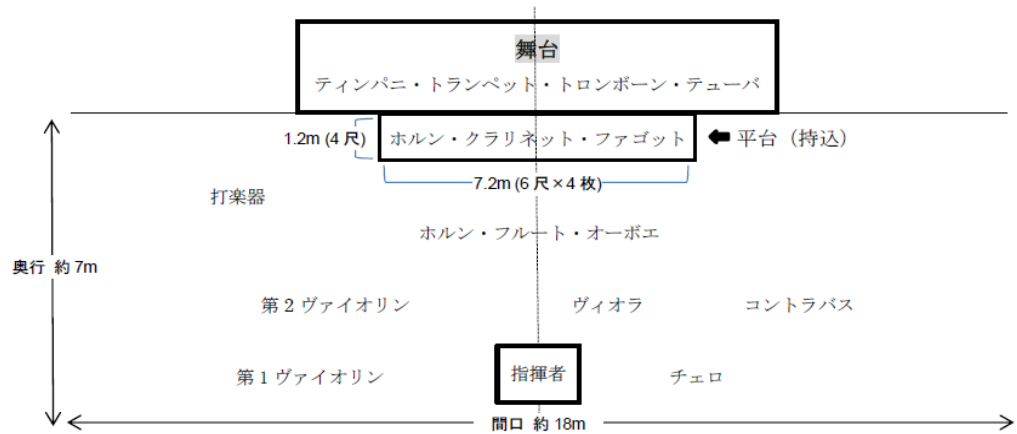 舞台
ティンパニ・トランペット・トロンボーン・テューバ
1.2m (4 尺)
ホルン・クラリネット・ファゴット
平台（持込）
7.2m (6 尺×4 枚)
打楽器
ホルン・フルート・オーボエ
奥行 約 7m
第 2 ヴァイオリン
ヴィオラ
コントラバス
第 1 ヴァイオリン
指揮者
チェロ
間口 約 18m